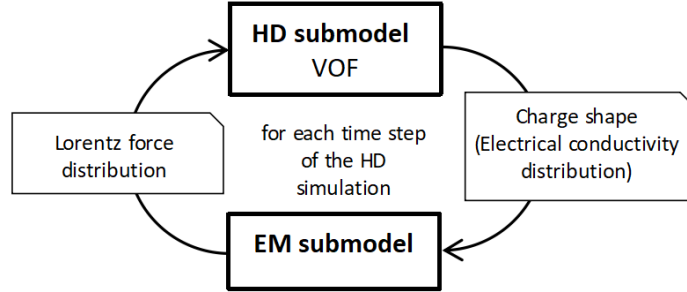 HD submodel
VOF
Lorentz force
distribution
for each time step
of the HD
simulation
Charge shape
(Electrical conductivity
distribution)
EM submodel